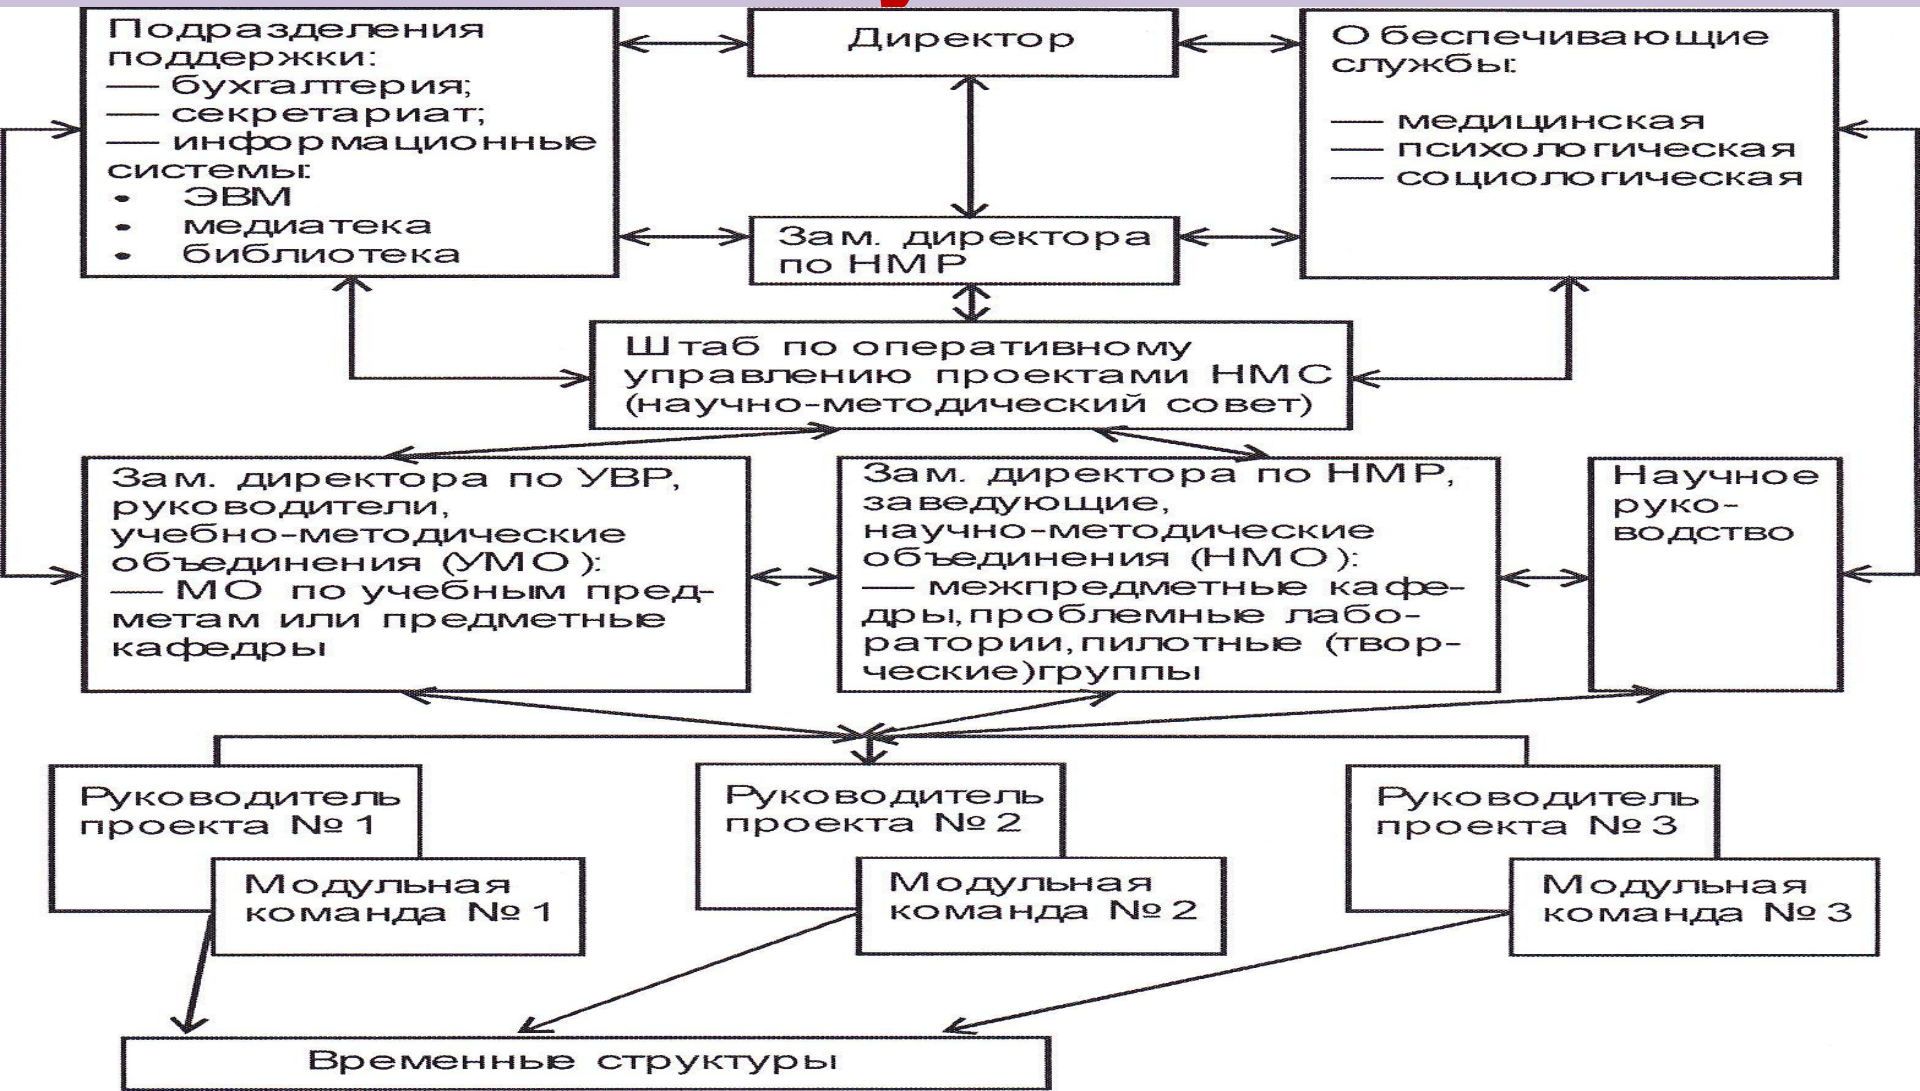 Подразделения
поддержки:
— бухгалтерия;
— секретариат;
— информационные
системы:
• ЭВМ
• медиатека
• библиотека
Директор
Обеспечивающие
службы:
— медицинская
— психологическая
— социологическая
Зам. директора
по НМР
Штаб по оперативному
управлению проектами НМС
(научно-методический совет)
Зам. директора по УВР,
руководители,
учебно-методические
объединения (УМО):
— МО по учебным пред-
метам или предметные
кафедры
Зам. директора по НМР,
заведующие,
научно-методические
объединения (НМО):
— межпредметные кафе-
дры, проблемные лабо-
ратории, пилотные (твор-
ческие) группы
Научное
руко-
водство
Руководитель
проекта № 1
Модульная
команда № 1
Руководитель
проекта № 2
Модульная
команда № 2
Руководитель
проекта № 3
Модульная
команда № 3
Временные структуры